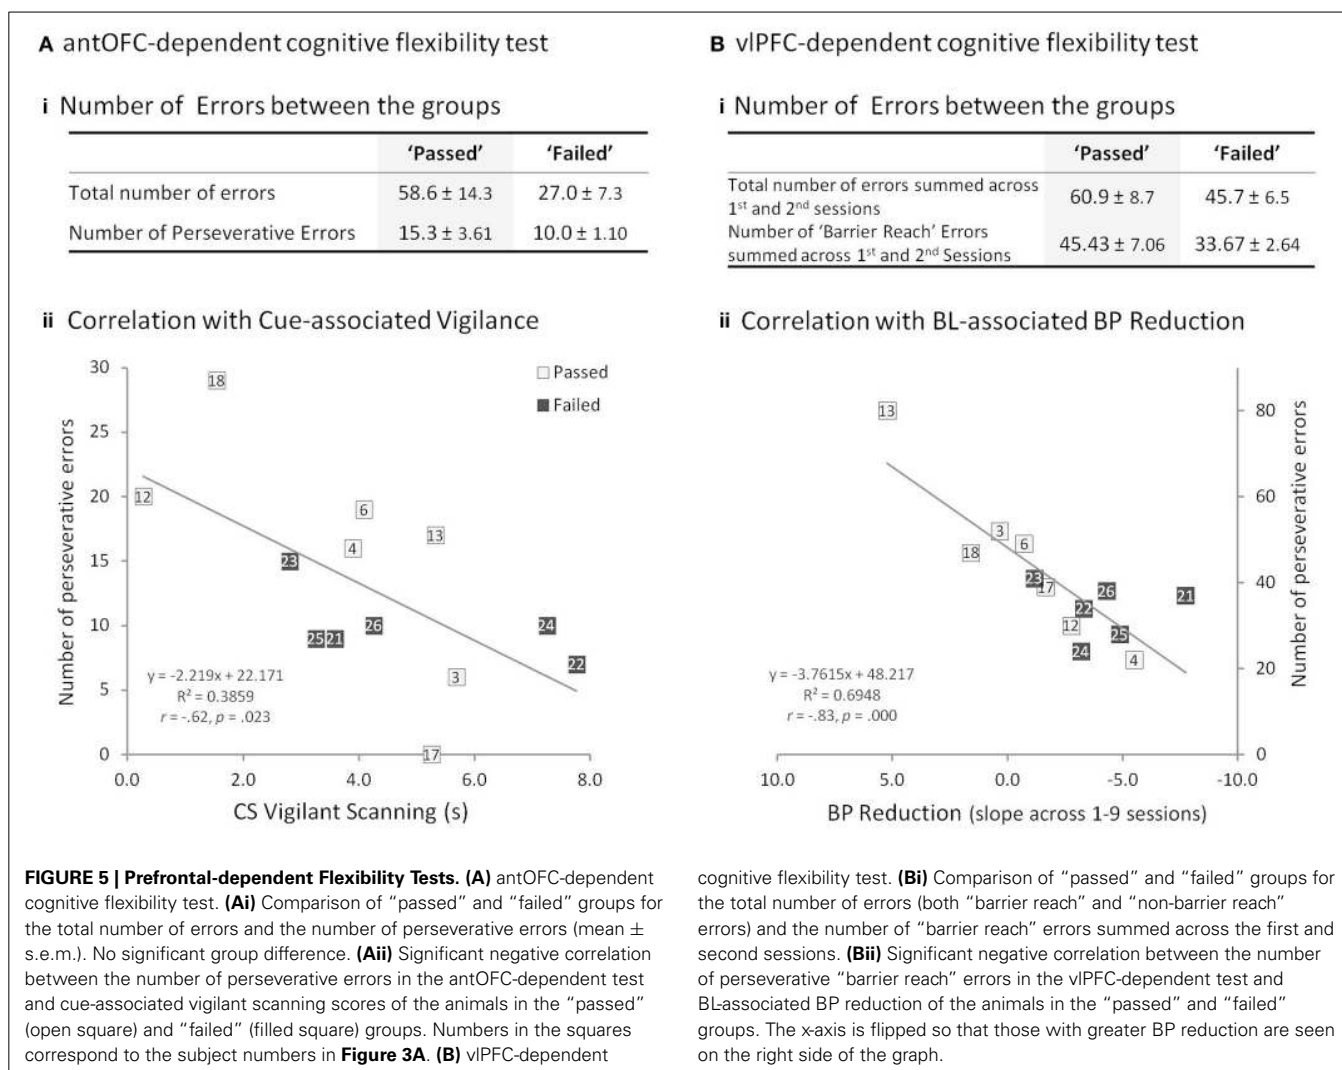 A antOFC-dependent cognitive flexibility test
i Number of Errors between the groups
'Passed' 'Failed'
Total number of errors 58.6 ± 14.3 27.0 ± 7.3
Number of Perseverative Errors 15.3 ± 3.61 10.0 ± 1.10
ii Correlation with Cue-associated Vigilance
30
25
20
15
10
5
0
Number of perseverative errors
Passed
Failed
18
12
6
13
4
23
25
21
26
24
22
3
17
y = -2.219x + 22.171
R² = 0.3859
r = -.62, p = .023
0.0 2.0 4.0 6.0 8.0
CS Vigilant Scanning (s)
B vlPFC-dependent cognitive flexibility test
i Number of Errors between the groups
'Passed' 'Failed'
Total number of errors summed across
1st and 2nd sessions 60.9 ± 8.7 45.7 ± 6.5
Number of 'Barrier Reach' Errors
summed across 1st and 2nd Sessions 45.43 ± 7.06 33.67 ± 2.64
ii Correlation with BL-associated BP Reduction
13
3
18
6
23
17
26
21
22
12
25
24
4
80
60
40
20
0
Number of perseverative errors
y = -3.7615x + 48.217
R² = 0.6948
r = -.83, p = .000
10.0 5.0 0.0 -5.0 -10.0
BP Reduction (slope across 1-9 sessions)
FIGURE 5 | Prefrontal-dependent Flexibility Tests. (A) antOFC-dependent
cognitive flexibility test. (Ai) Comparison of “passed” and “failed” groups for
the total number of errors and the number of perseverative errors (mean ±
s.e.m.). No significant group difference. (Aii) Significant negative correlation
between the number of perseverative errors in the antOFC-dependent test
and cue-associated vigilant scanning scores of the animals in the “passed”
(open square) and “failed” (filled square) groups. Numbers in the squares
correspond to the subject numbers in Figure 3A. (B) vlPFC-dependent
cognitive flexibility test. (Bi) Comparison of “passed” and “failed” groups for
the total number of errors (both “barrier reach” and “non-barrier reach”
errors) and the number of “barrier reach” errors summed across the first and
second sessions. (Bii) Significant negative correlation between the number
of perseverative “barrier reach” errors in the vlPFC-dependent test and
BL-associated BP reduction of the animals in the “passed” and “failed”
groups. The x-axis is flipped so that those with greater BP reduction are seen
on the right side of the graph.